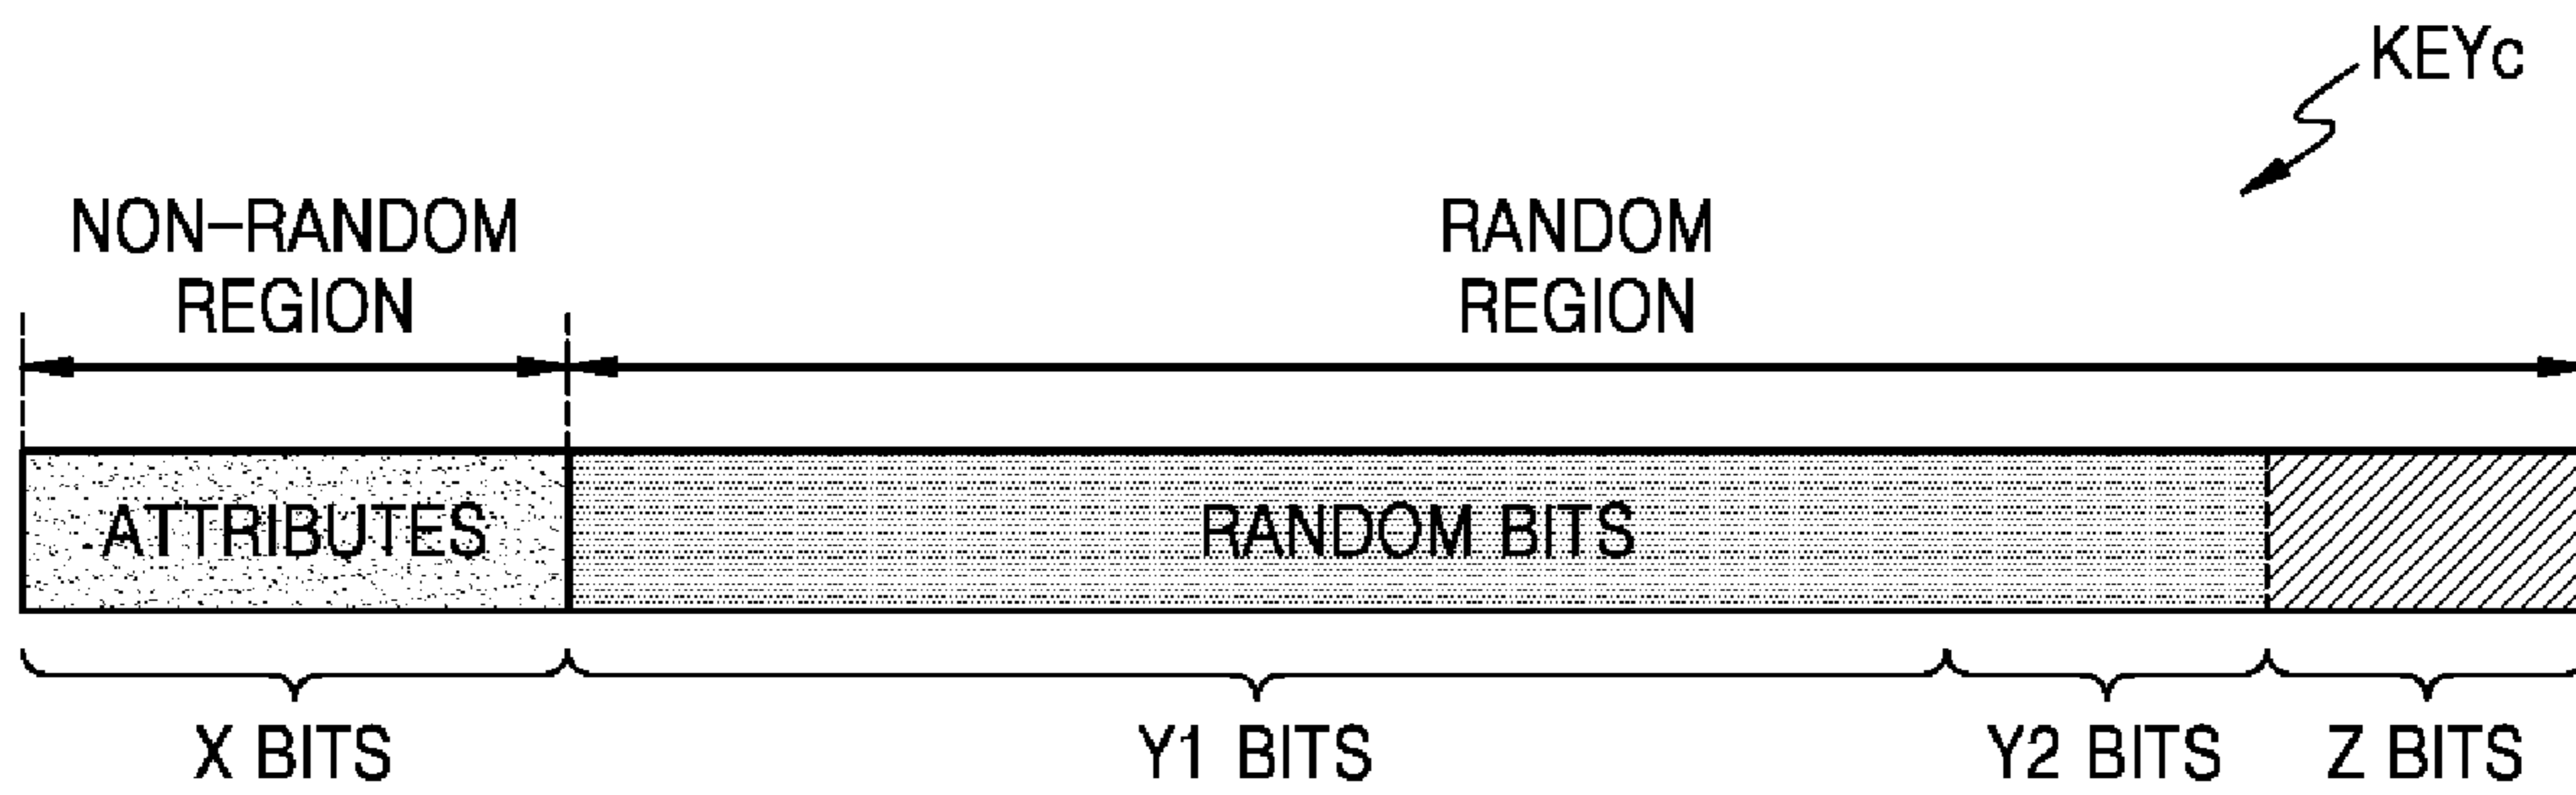 KEYc
NON-RANDOM
REGION
RANDOM
REGION
ATTRIBUTES
RANDOM BITS
X BITS
Y1 BITS
Y2 BITS
Z BITS